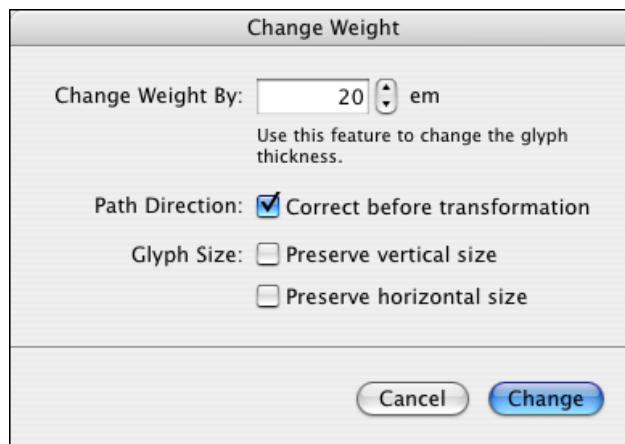 Change Weight
Change Weight By: 20 em
Use this feature to change the glyph
thickness.
Path Direction: Correct before transformation
Glyph Size: Preserve vertical size
Preserve horizontal size
Cancel Change